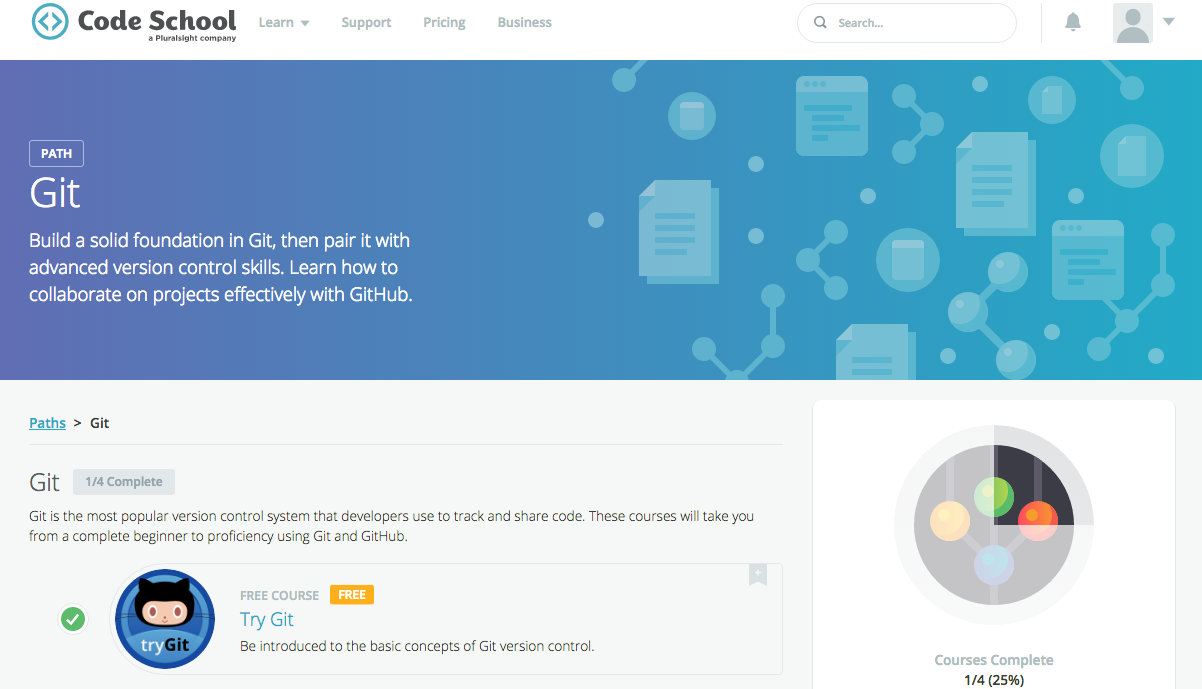 Code School
a Pluralsight company
Learn
Support
Pricing
Business
Search...
PATH
Git
Build a solid foundation in Git, then pair it with
advanced version control skills. Learn how to
collaborate on projects effectively with GitHub.
Paths > Git
Git 1/4 Complete
Git is the most popular version control system that developers use to track and share code. These courses will take you
from a complete beginner to proficiency using Git and GitHub.
tryGit
FREE COURSE FREE
Try Git
Be introduced to the basic concepts of Git version control.
Courses Complete
1/4 (25%)